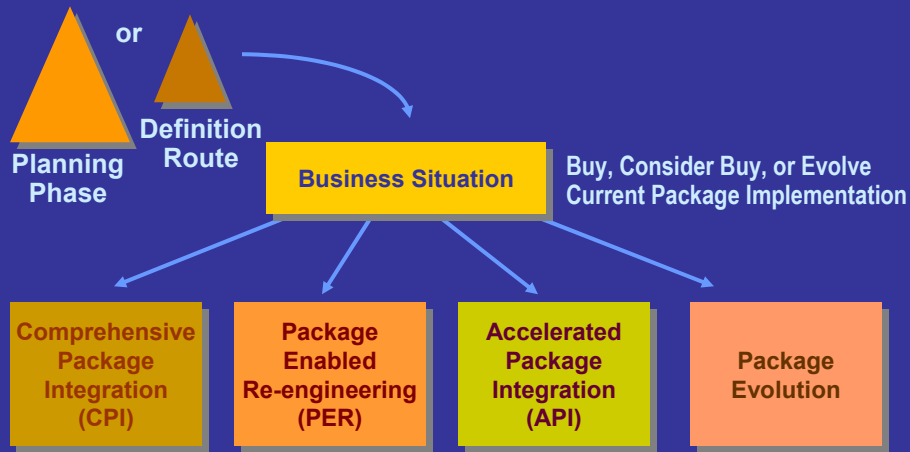 or
Planning
Phase
Definition
Route
Business Situation
Buy, Consider Buy, or Evolve
Current Package Implementation
Comprehensive
Package
Integration
(CPI)
Package
Enabled
Re-engineering
(PER)
Accelerated
Package
Integration
(API)
Package
Evolution